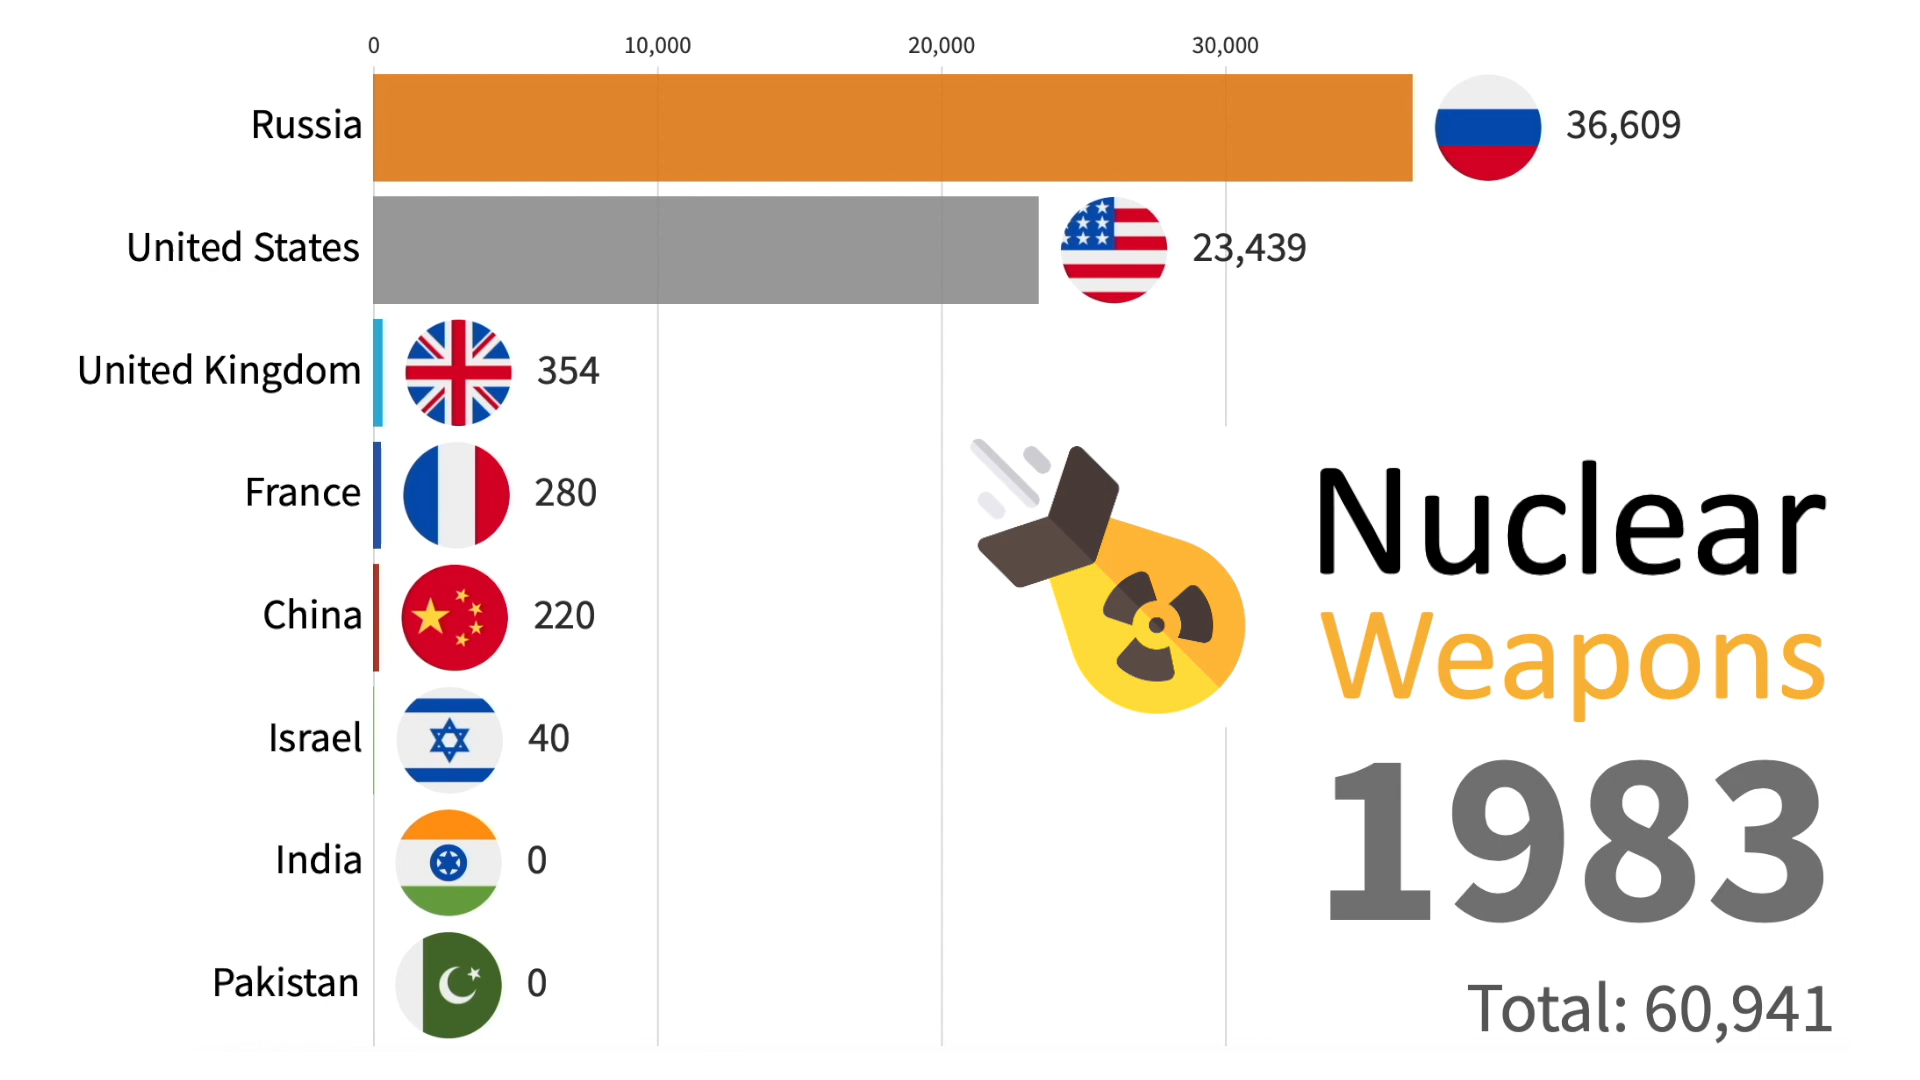 0 10,000 20,000 30,000
Russia 36,609
United States 23,439
United Kingdom 354
France 280
China 220
Israel 40
India 0
Pakistan 0
Nuclear
Weapons
1983
Total: 60,941